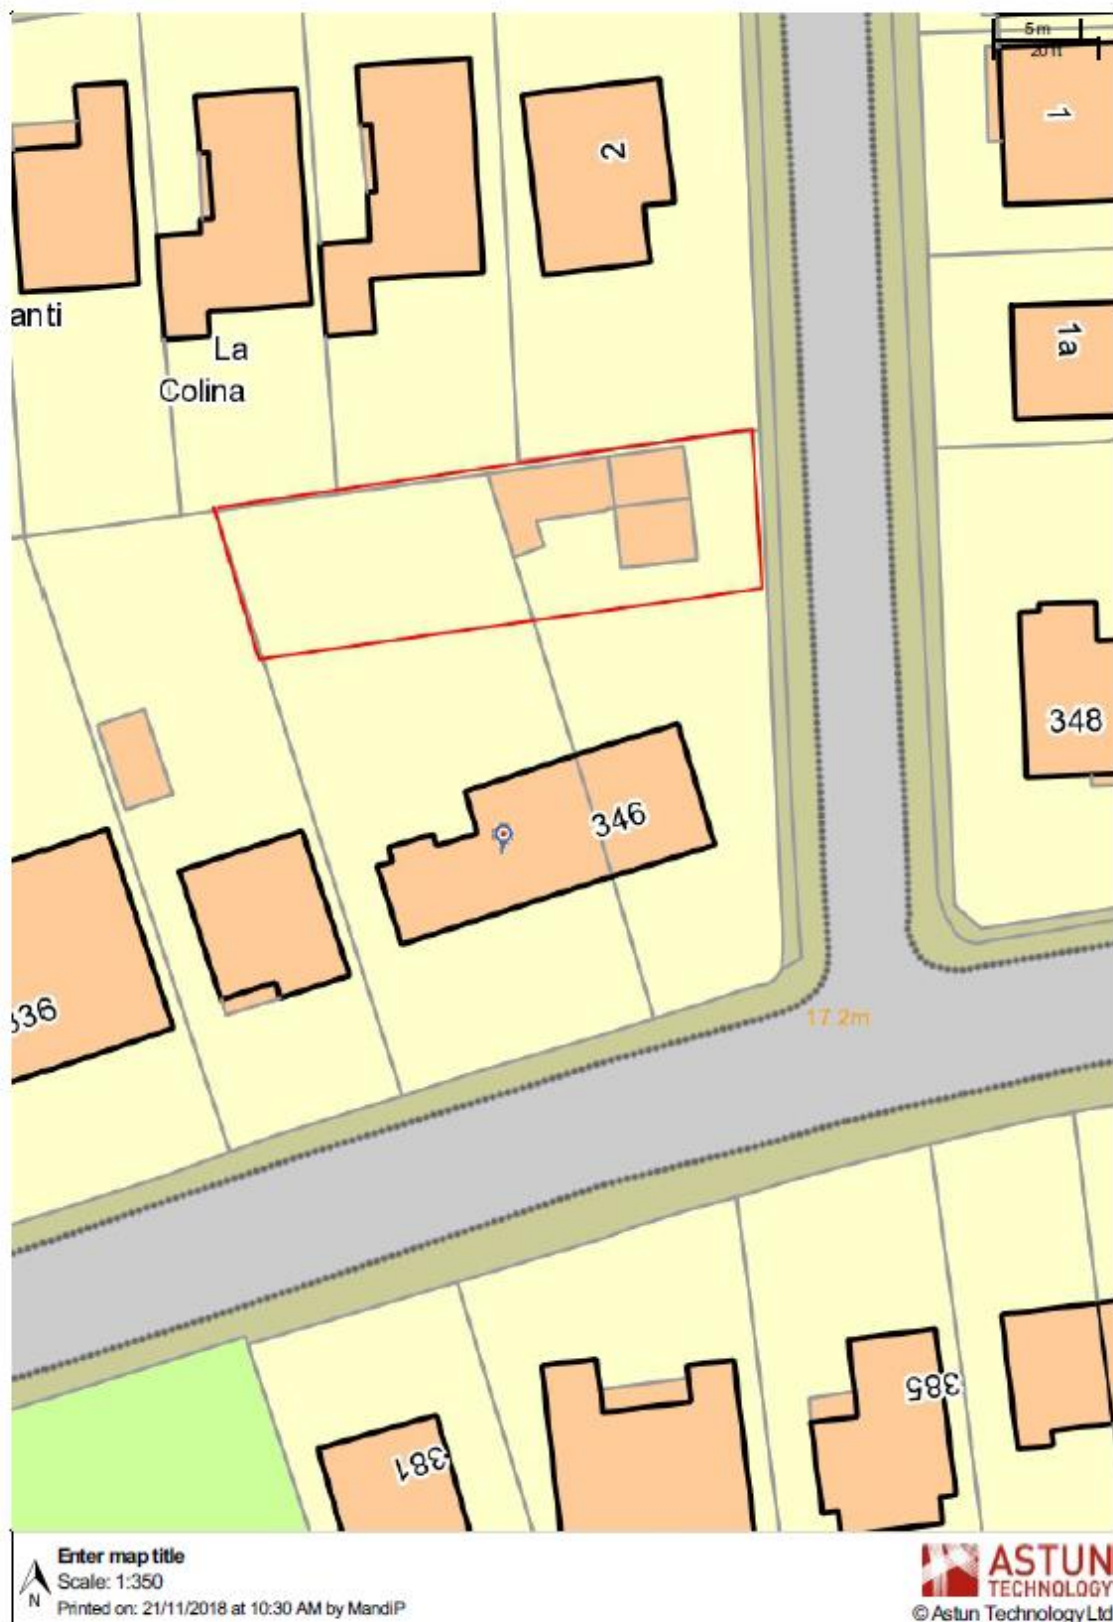 5m
20ft
2
1
1a
anti
La
Colina
348
346
336
17.2m
385
381
Enter map title
Scale: 1:350
N
Printed on: 21/11/2018 at 10:30 AM by MandiP
ASTUN
TECHNOLOGY
© Astun Technology Ltd